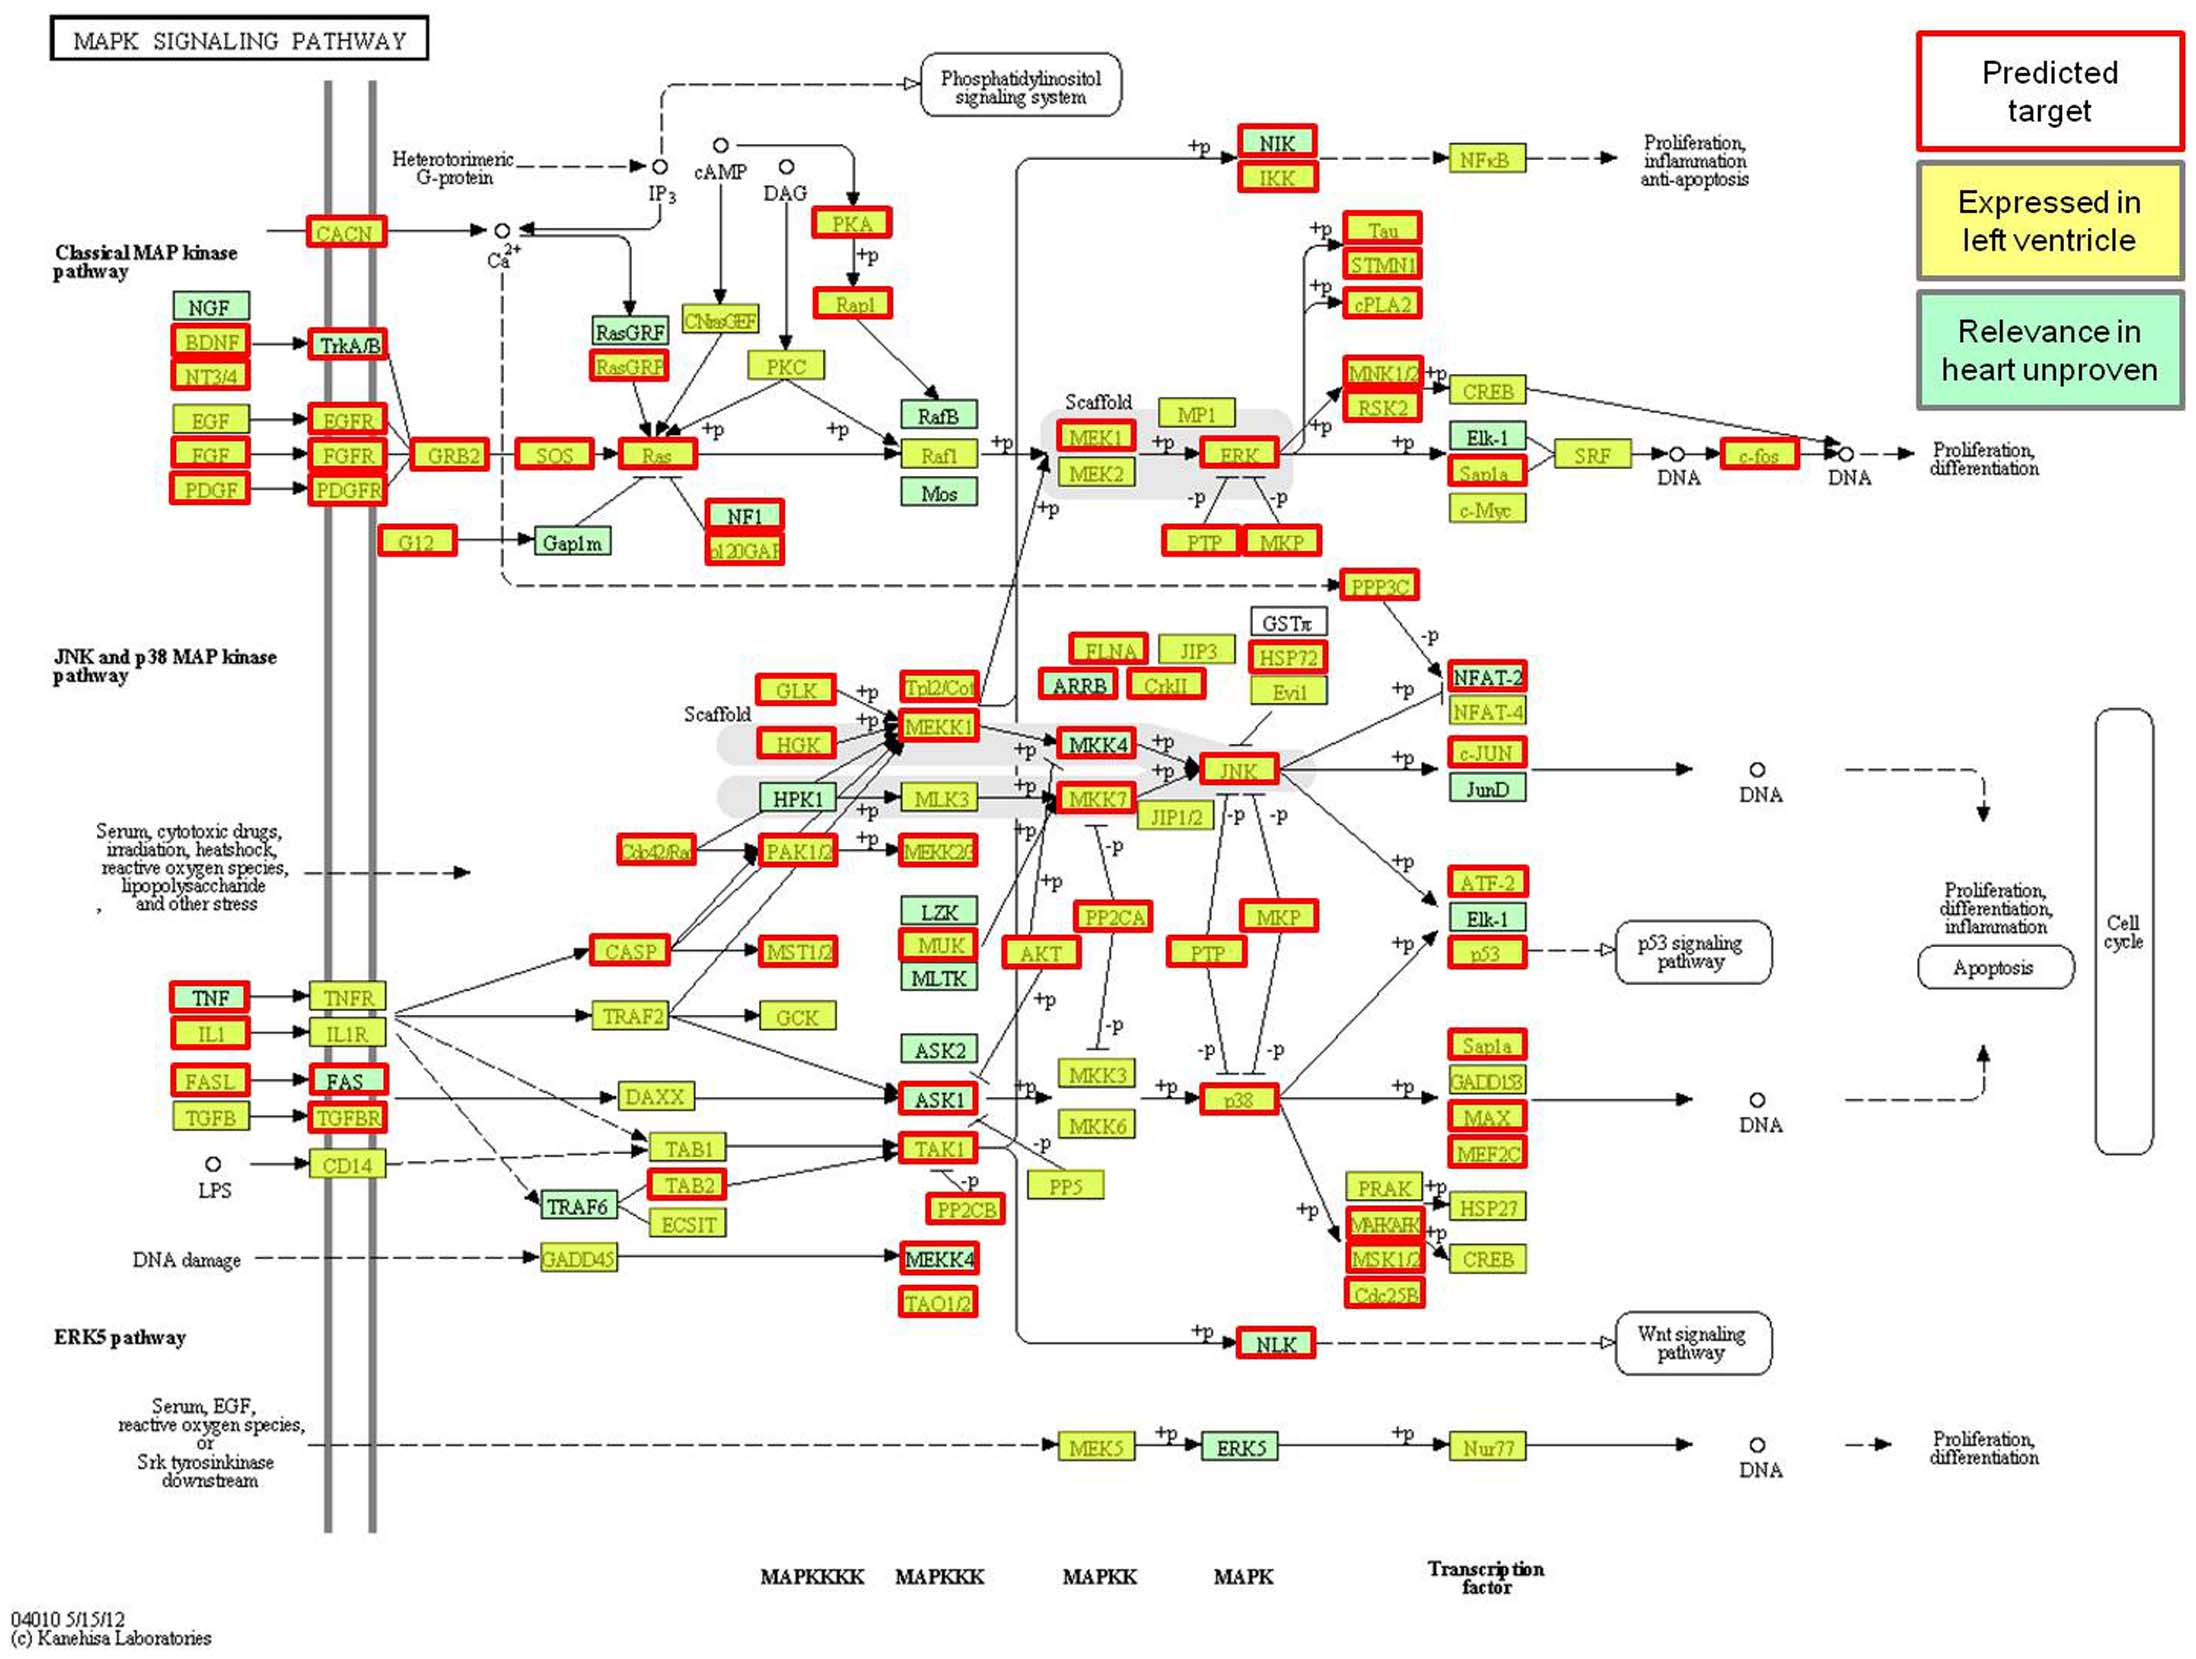 MAPK SIGNALING PATHWAY
Predicted
target
Expressed in
left ventricle
Relevance in
heart unproven
Phosphatidylinositol
signaling system
Heterotorimeric
G-protein
IP3
cAMP
DAG
+p
NIK
IKK
NFκB
Proliferation,
inflammation
anti-apoptosis
Classical MAP kinase
pathway
CACN
Ca2+
PKA
+p
Rap1
+p
Tau
STMN1
+p
cPLA2
NGF
BDNF
NT3/4
TrkA/B
RasGRF
RasGRP
CNrasGEF
PKC
MNK1/2
+p
RSK2
CREB
EGF
EGFR
FGF
FGFR
PDGF
PDGFR
GRB2
SOS
Ras
+p
+p
RafB
Raf1
Mos
+p
Scaffold
MP1
MEK1
MEK2
+p
ERK
+p
+p
Elk-1
Sap1a
c-Myc
SRF
DNA
c-fos
DNA
Proliferation,
differentiation
G12
Gap1m
NF1
p120GAP
+p
-p
-p
PTP
MKP
PPP3C
-p
JNK and p38 MAP kinase
pathway
GSTπ
FLNA
JIP3
HSP72
ARRB
CrkII
Evi1
NFAT-2
NFAT-4
+p
Scaffold
GLK
+p
Tpl2/Cot
HGK
+p
MEKK1
+p
MKK4
+p
JNK
+p
c-JUN
JunD
DNA
HPK1
+p
MLK3
+p
MKK7
+p
JIP1/2
-p
-p
Serum, cytotoxic drugs,
irradiation, heatshock,
reactive oxygen species,
lipopolysaccharide
, and other stress
Cdc42/Rac
PAK1/2
+p
MEKK2/3
+p
-p
+p
+p
LZK
MUK
MLTK
PP2CA
MKP
AKT
PTP
ATF-2
Elk-1
+p
p53
p53 signaling
pathway
Proliferation,
differentiation,
inflammation
Apoptosis
Cell
cycle
CASP
MST1/2
TNF
TNFR
IL1
IL1R
TRAF2
GCK
+p
-p
ASK2
-p
-p
FASL
FAS
TGFB
TGFBR
DAXX
ASK1
+p
MKK3
MKK6
+p
p38
+p
Sap1a
GADD153
MAX
MEF2C
DNA
LPS
CD14
TAB1
TAK1
-p
TRAF6
TAB2
ECSIT
-p
PP2CB
PP5
+p
PRAK
+p
MAPKAPK
+p
HSP27
MSK1/2
CREB
Cdc25B
DNA damage
GADD45
MEKK4
TAO1/2
ERK5 pathway
+p
NLK
Wnt signaling
pathway
Serum, EGF,
reactive oxygen species,
or
Srk tyrosinkinase
downstream
MEK5
+p
ERK5
+p
Nur77
DNA
Proliferation,
differentiation
MAPKKKK
MAPKKK
MAPKK
MAPK
Transcription
factor
04010 5/15/12
(c) Kanehisa Laboratories